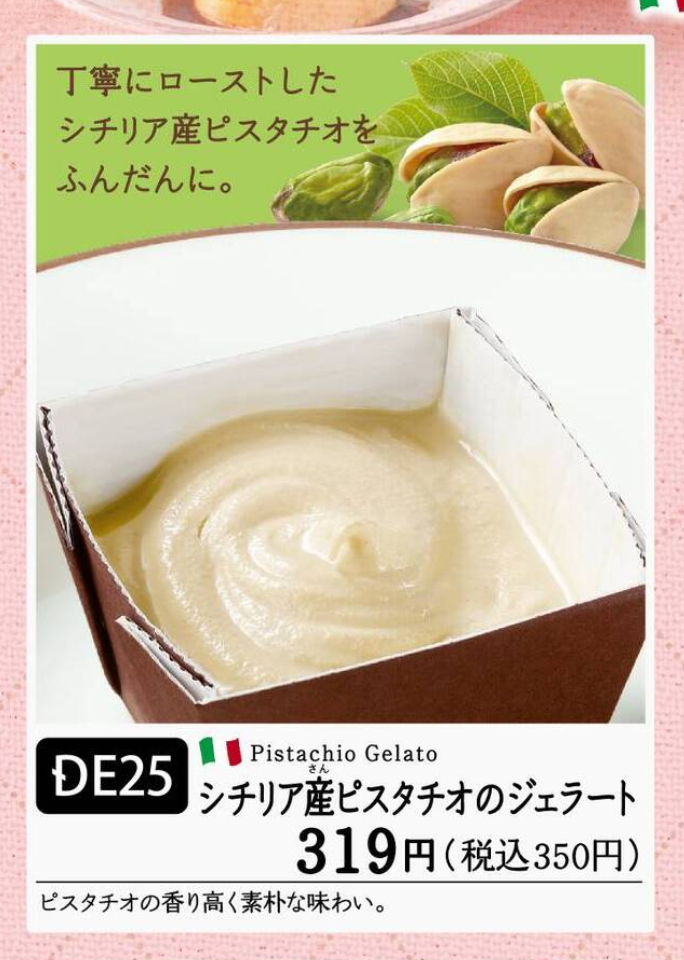 丁寧にローストした
シチリア産ピスタチオを
ふんだんに。
DE25
Pistachio Gelato
さん
シチリア産ピスタチオのジェラート
319円(税込350円)
ピスタチオの香り高く素朴な味わい。